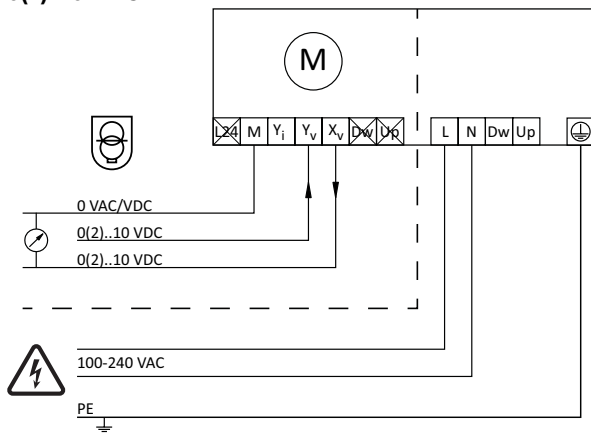 M
L24 M Yi Yv Xv Dw Up L N Dw Up
0 VAC/VDC
0(2)..10 VDC
0(2)..10 VDC
100-240 VAC
PE